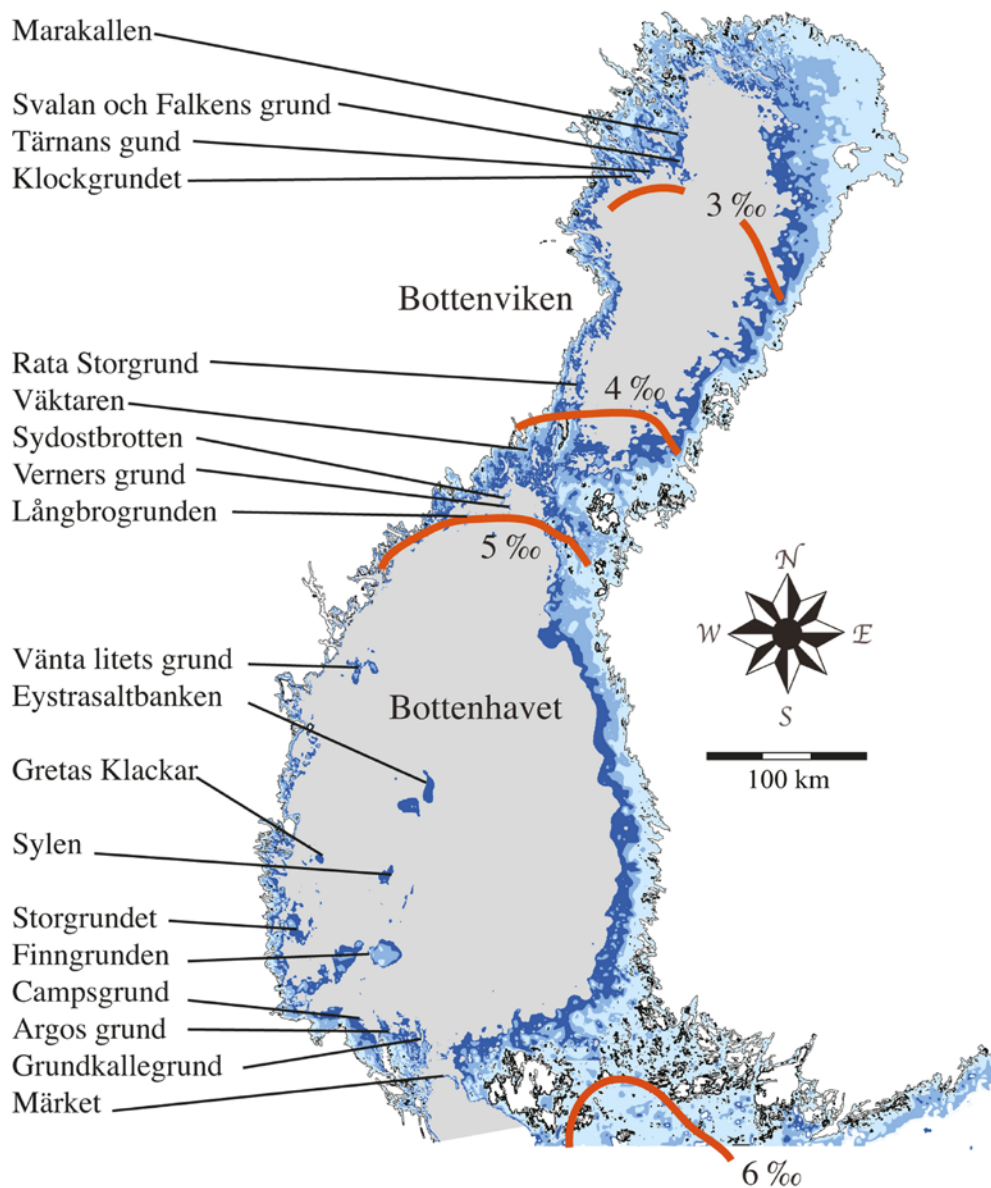 Marakallen
Svalan och Falkens grund
Tärnans gund
Klockgrundet
3 ‰
Bottenviken
Rata Storgrund
4 ‰
Väktaren
Sydostbrotten
Verners grund
Långbrogrunden
5 ‰
N
W
E
S
Vänta litets grund
Eystrasaltbanken
Bottenhavet
Gretas Klackar
100 km
Sylen
Storgrundet
Finngrunden
Campsgrund
Argos grund
Grundkallegrund
Märket
6 ‰